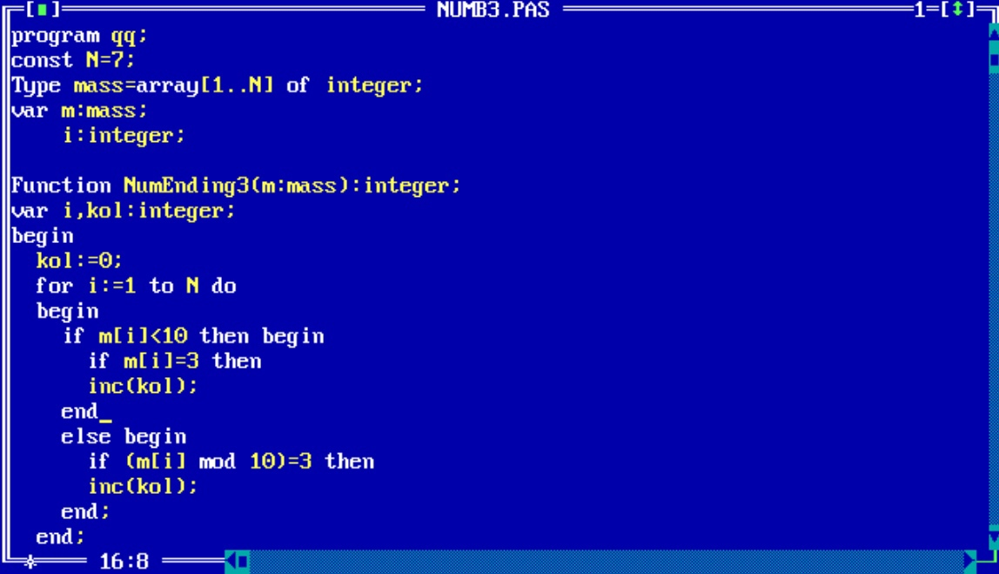 [■] NUMB3.PAS 1=[↕]
program qq;
const N=7;
Type mass=array[1..N] of integer;
var m:mass;
    i:integer;

Function NumEnding3(m:mass):integer;
var i,kol:integer;
begin
  kol:=0;
  for i:=1 to N do
  begin
    if m[i]<10 then begin
      if m[i]=3 then
      inc(kol);
    end_
    else begin
      if (m[i] mod 10)=3 then
      inc(kol);
    end;
  end;
16:8